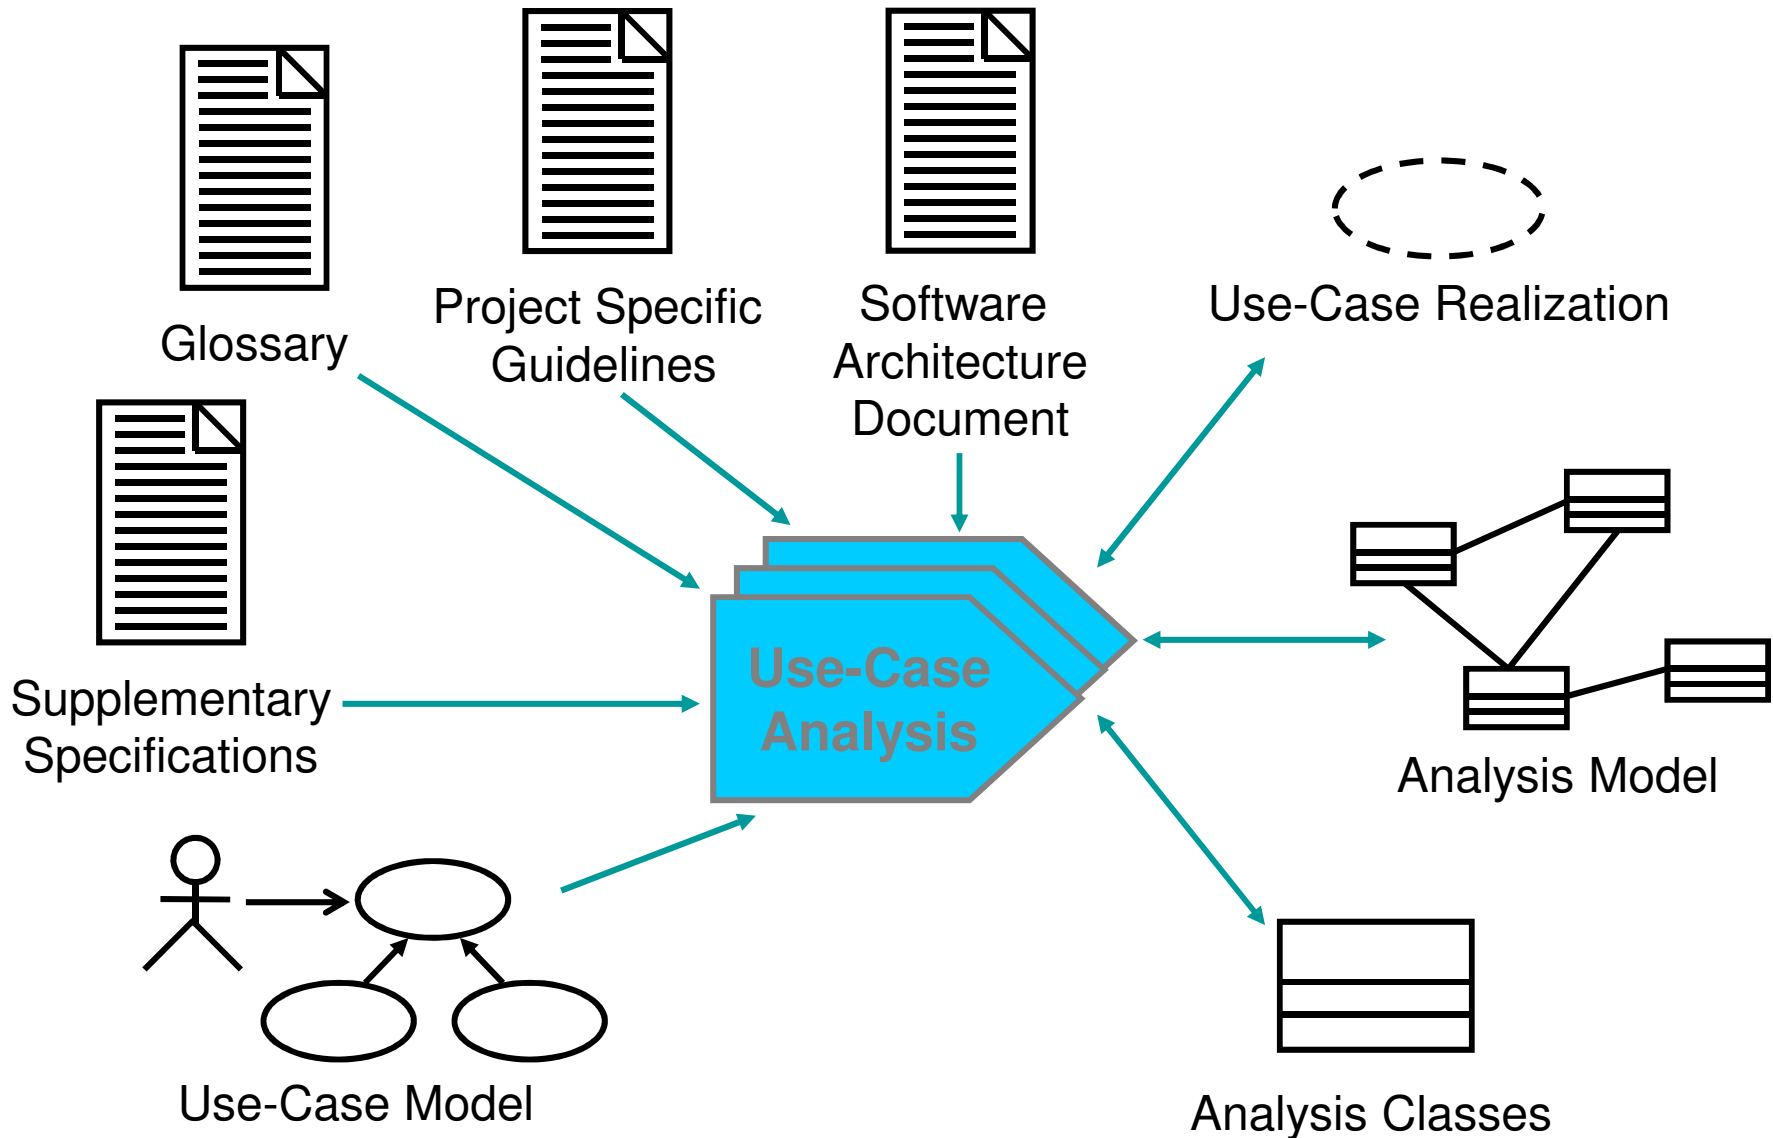 Glossary
Project Specific
Guidelines
Software
Architecture
Document
Use-Case Realization
Supplementary
Specifications
Use-Case
Analysis
Analysis Model
Use-Case Model
Analysis Classes